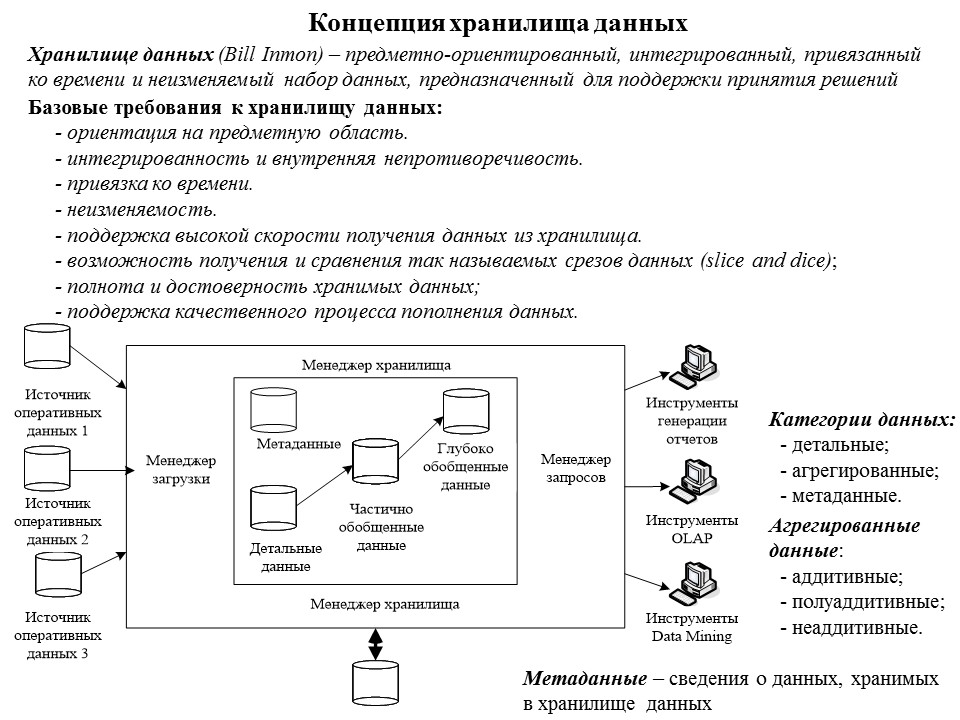 Концепция хранилища данных
Хранилище данных (Bill Inmon) – предметно-ориентированный, интегрированный, привязанный
ко времени и неизменяемый набор данных, предназначенный для поддержки принятия решений
Базовые требования к хранилищу данных:
- ориентация на предметную область.
- интегрированность и внутренняя непротиворечивость.
- привязка ко времени.
- неизменяемость.
- поддержка высокой скорости получения данных из хранилища.
- возможность получения и сравнения так называемых срезов данных (slice and dice);
- полнота и достоверность хранимых данных;
- поддержка качественного процесса пополнения данных.
Источник
оперативных
данных 1
Источник
оперативных
данных 2
Источник
оперативных
данных 3
Менеджер
загрузки
Менеджер хранилища
Метаданные
Глубоко
обобщенные
данные
Частично
обобщенные
данные
Детальные
данные
Менеджер хранилища
Менеджер
запросов
Инструменты
генерации
отчетов
Инструменты
OLAP
Инструменты
Data Mining
Категории данных:
- детальные;
- агрегированные;
- метаданные.
Агрегированные
данные:
- аддитивные;
- полуаддитивные;
- неаддитивные.
Метаданные – сведения о данных, хранимых
в хранилище данных